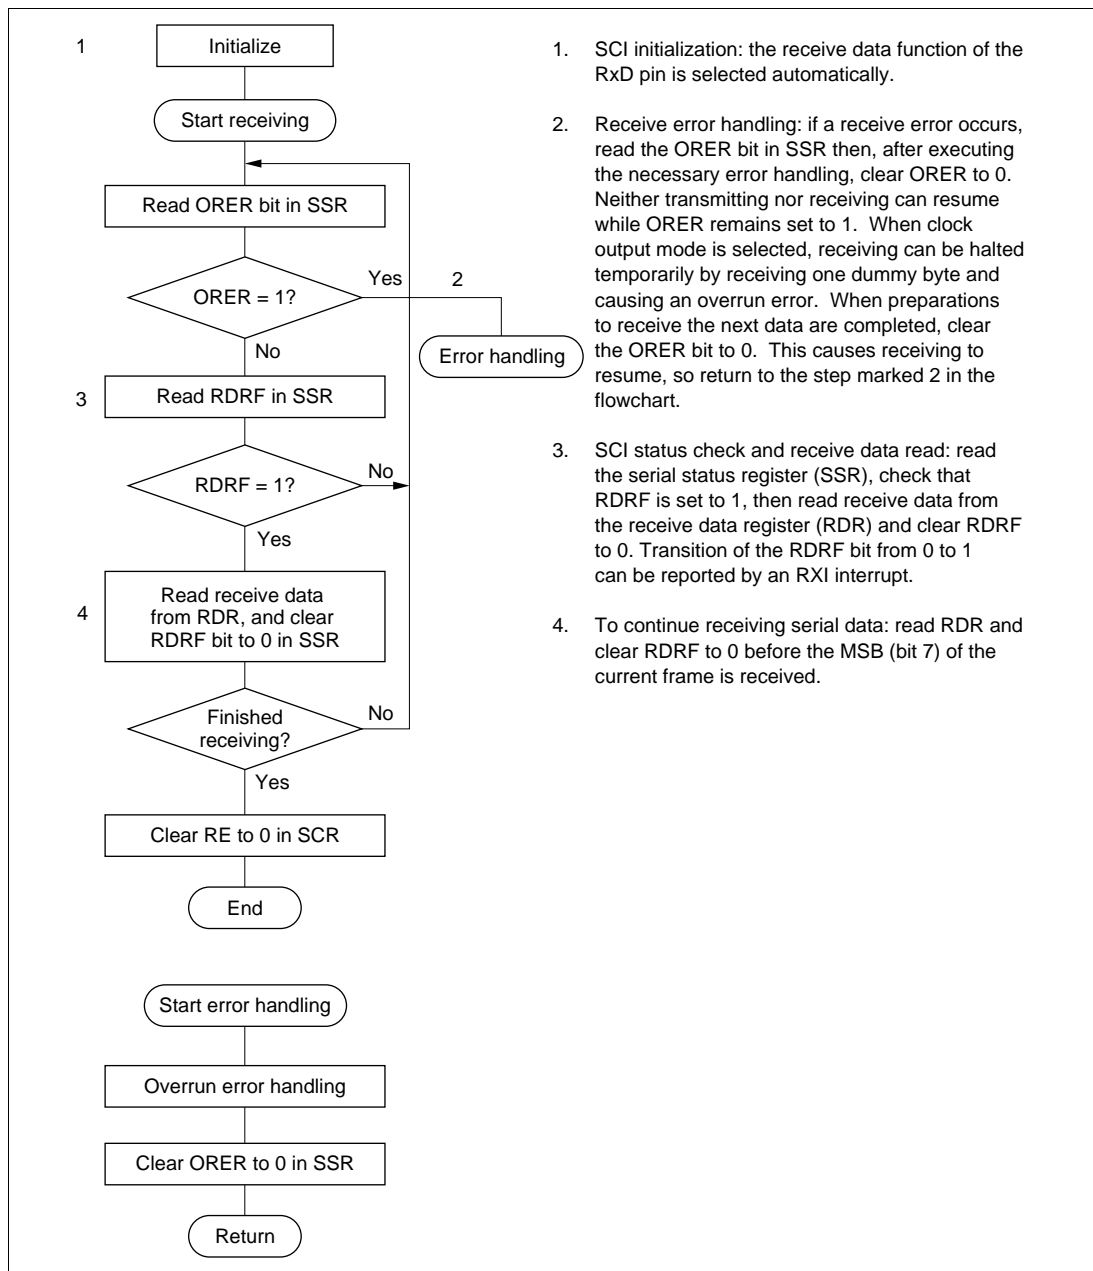 1
Initialize
Start receiving
Read ORER bit in SSR
Yes
2
ORER = 1?
No
Error handling
3
Read RDRF in SSR
RDRF = 1?
No
Yes
4
Read receive data
from RDR, and clear
RDRF bit to 0 in SSR
Finished
receiving?
No
Yes
Clear RE to 0 in SCR
End
Start error handling
Overrun error handling
Clear ORER to 0 in SSR
Return
1. SCI initialization: the receive data function of the
RxD pin is selected automatically.
2. Receive error handling: if a receive error occurs,
read the ORER bit in SSR then, after executing
the necessary error handling, clear ORER to 0.
Neither transmitting nor receiving can resume
while ORER remains set to 1. When clock
output mode is selected, receiving can be halted
temporarily by receiving one dummy byte and
causing an overrun error. When preparations
to receive the next data are completed, clear
the ORER bit to 0. This causes receiving to
resume, so return to the step marked 2 in the
flowchart.
3. SCI status check and receive data read: read
the serial status register (SSR), check that
RDRF is set to 1, then read receive data from
the receive data register (RDR) and clear RDRF
to 0. Transition of the RDRF bit from 0 to 1
can be reported by an RXI interrupt.
4. To continue receiving serial data: read RDR and
clear RDRF to 0 before the MSB (bit 7) of the
current frame is received.